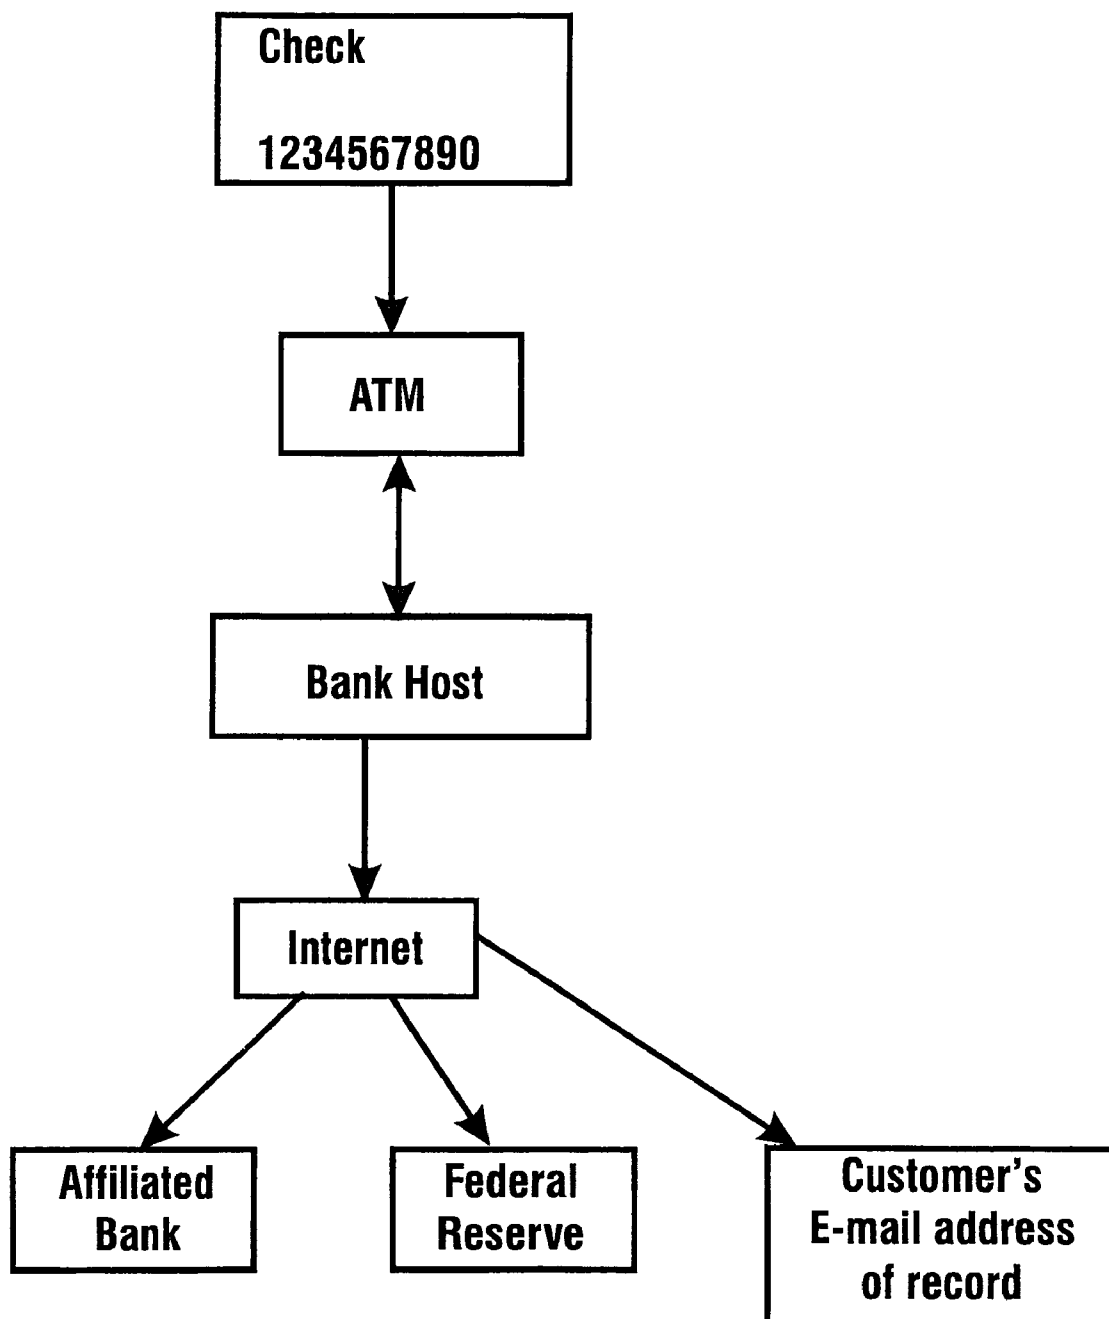 Check
1234567890
ATM
Bank Host
Internet
Affiliated
Bank
Federal
Reserve
Customer's
E-mail address
of record